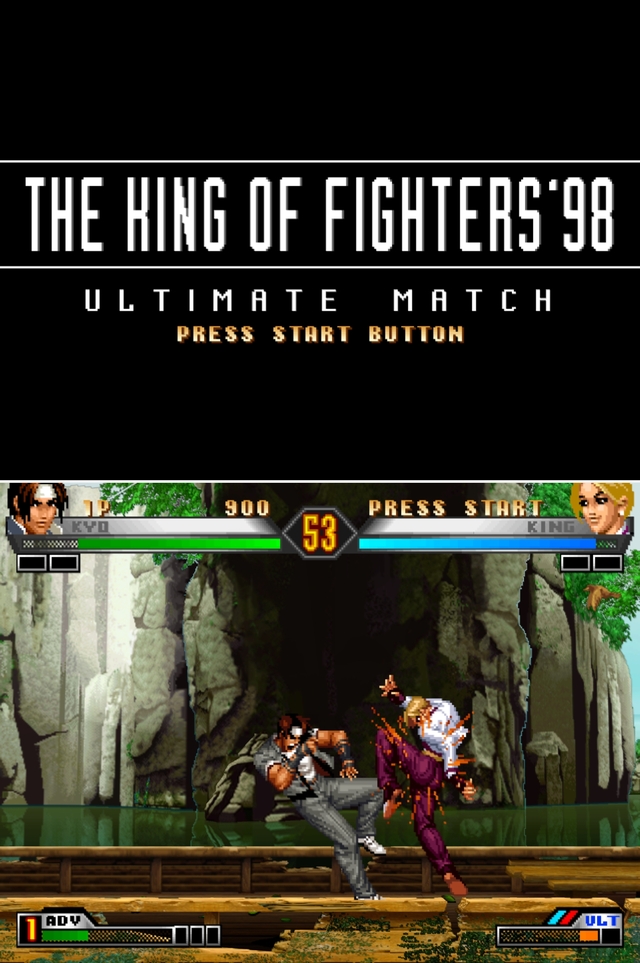 THE KING OF FIGHTERS'98
ULTIMATE MATCH
PRESS START BUTTON
1P 900 PRESS START
KYO 53 KING
1 ADV VLT